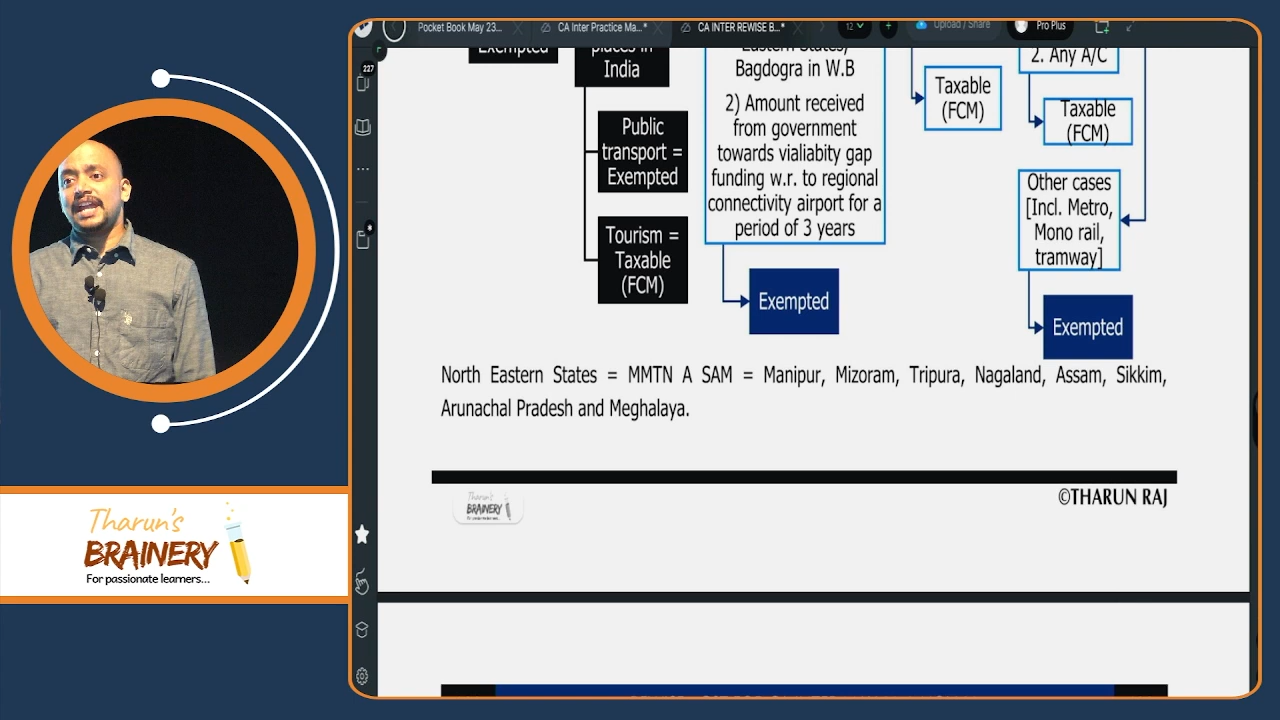 Pocket Book May 23...
CA Inter Practice Ma...*
CA INTER REWISE B...*
12
Upload / Share
Pro Plus
227
Exempted
places in
India
Public
transport =
Exempted
Tourism =
Taxable
(FCM)
Eastern States,
Bagdogra in W.B
2) Amount received
from government
towards vialiabity gap
funding w.r. to regional
connectivity airport for a
period of 3 years
Exempted
Taxable
(FCM)
2. Any A/C
Taxable
(FCM)
Other cases
[Incl. Metro,
Mono rail,
tramway]
Exempted
North Eastern States = MMTN A SAM = Manipur, Mizoram, Tripura, Nagaland, Assam, Sikkim,
Arunachal Pradesh and Meghalaya.
Tharun's
BRAINERY
©THARUN RAJ
Tharun's
BRAINERY
For passionate learners...